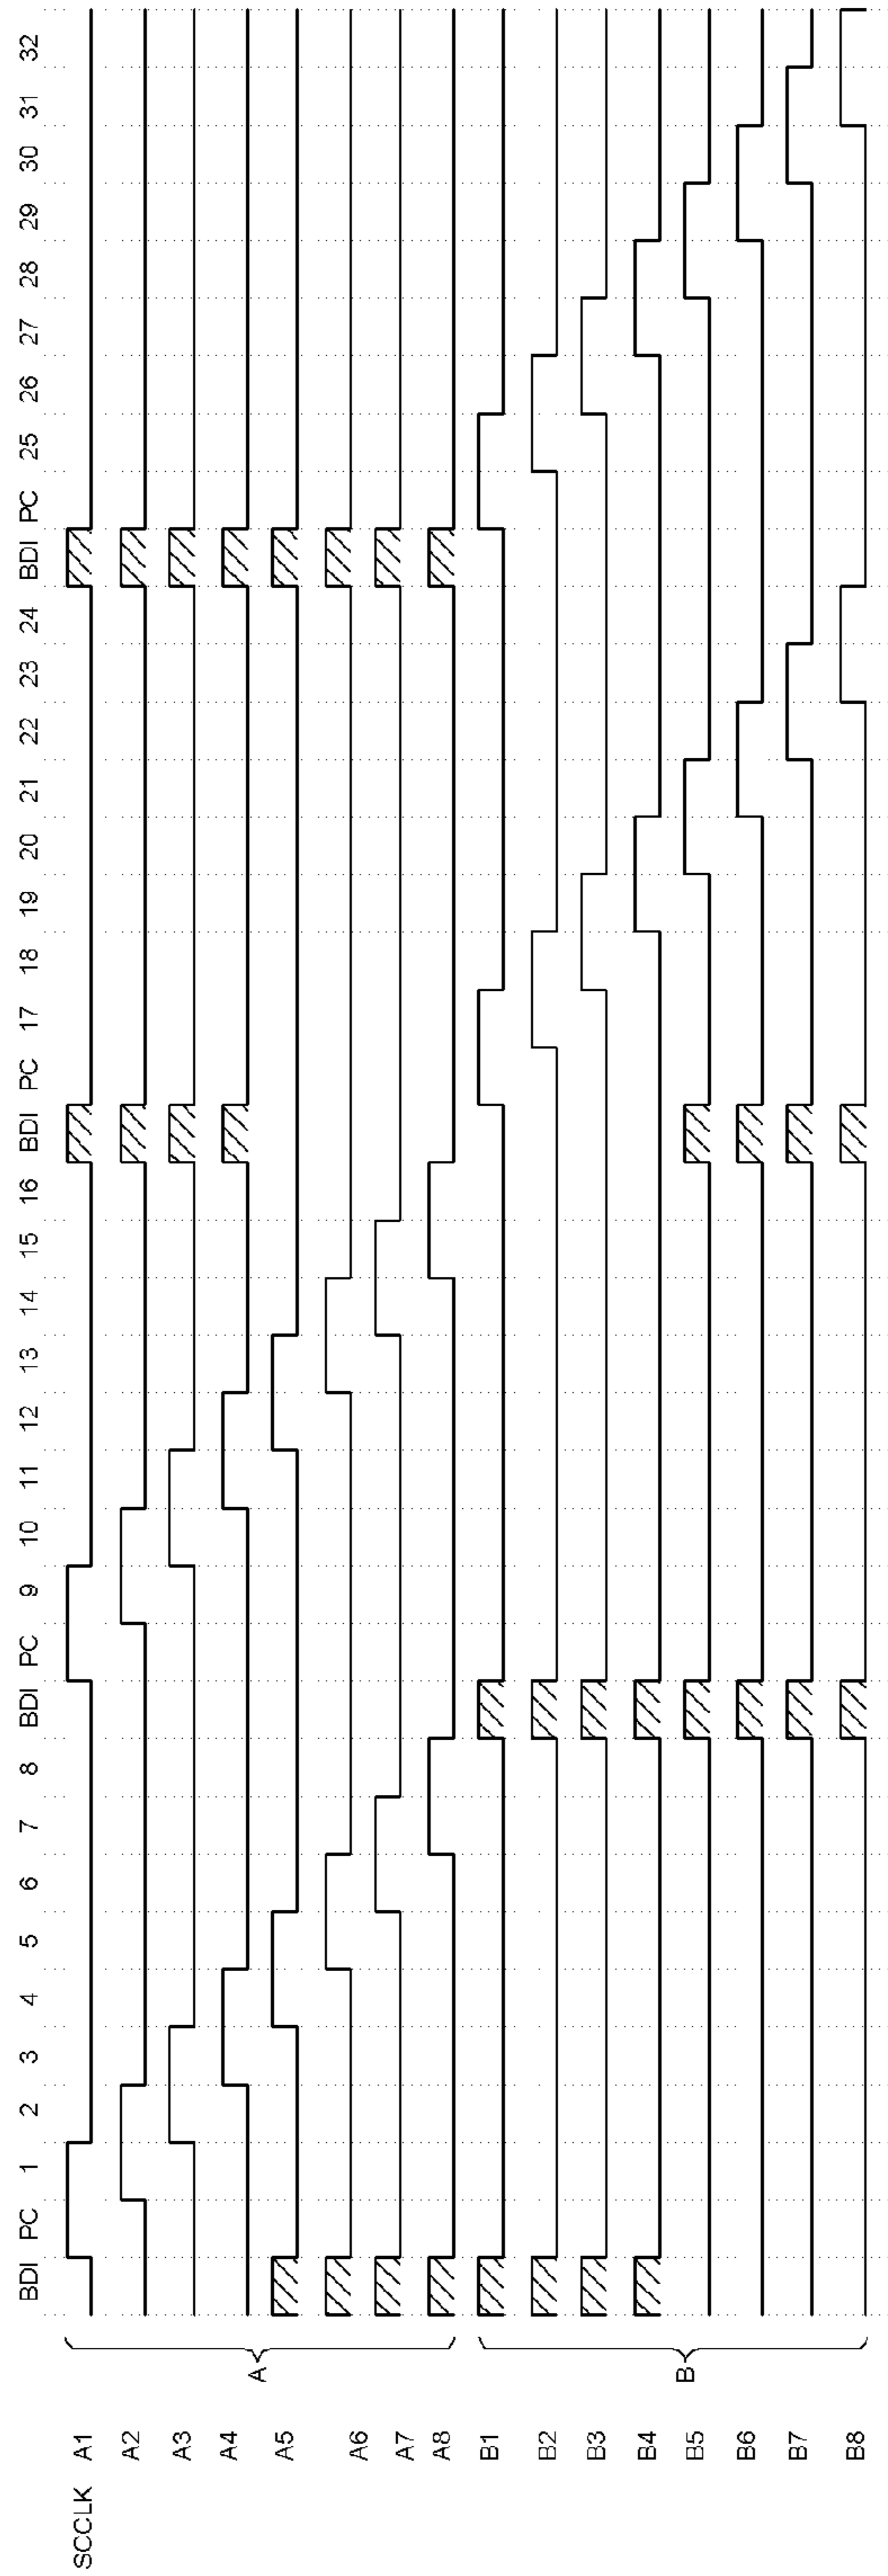 BDI PC 1 2 3 4 5 6 7 8 BDI PC 9 10 11 12 13 14 15 16 BDI PC 17 18 19 20 21 22 23 24 BDI PC 25 26 27 28 29 30 31 32
SCCLK A1
A2
A3
A4
A5
A6
A7
A8
B1
B2
B3
B4
B5
B6
B7
B8
A
B